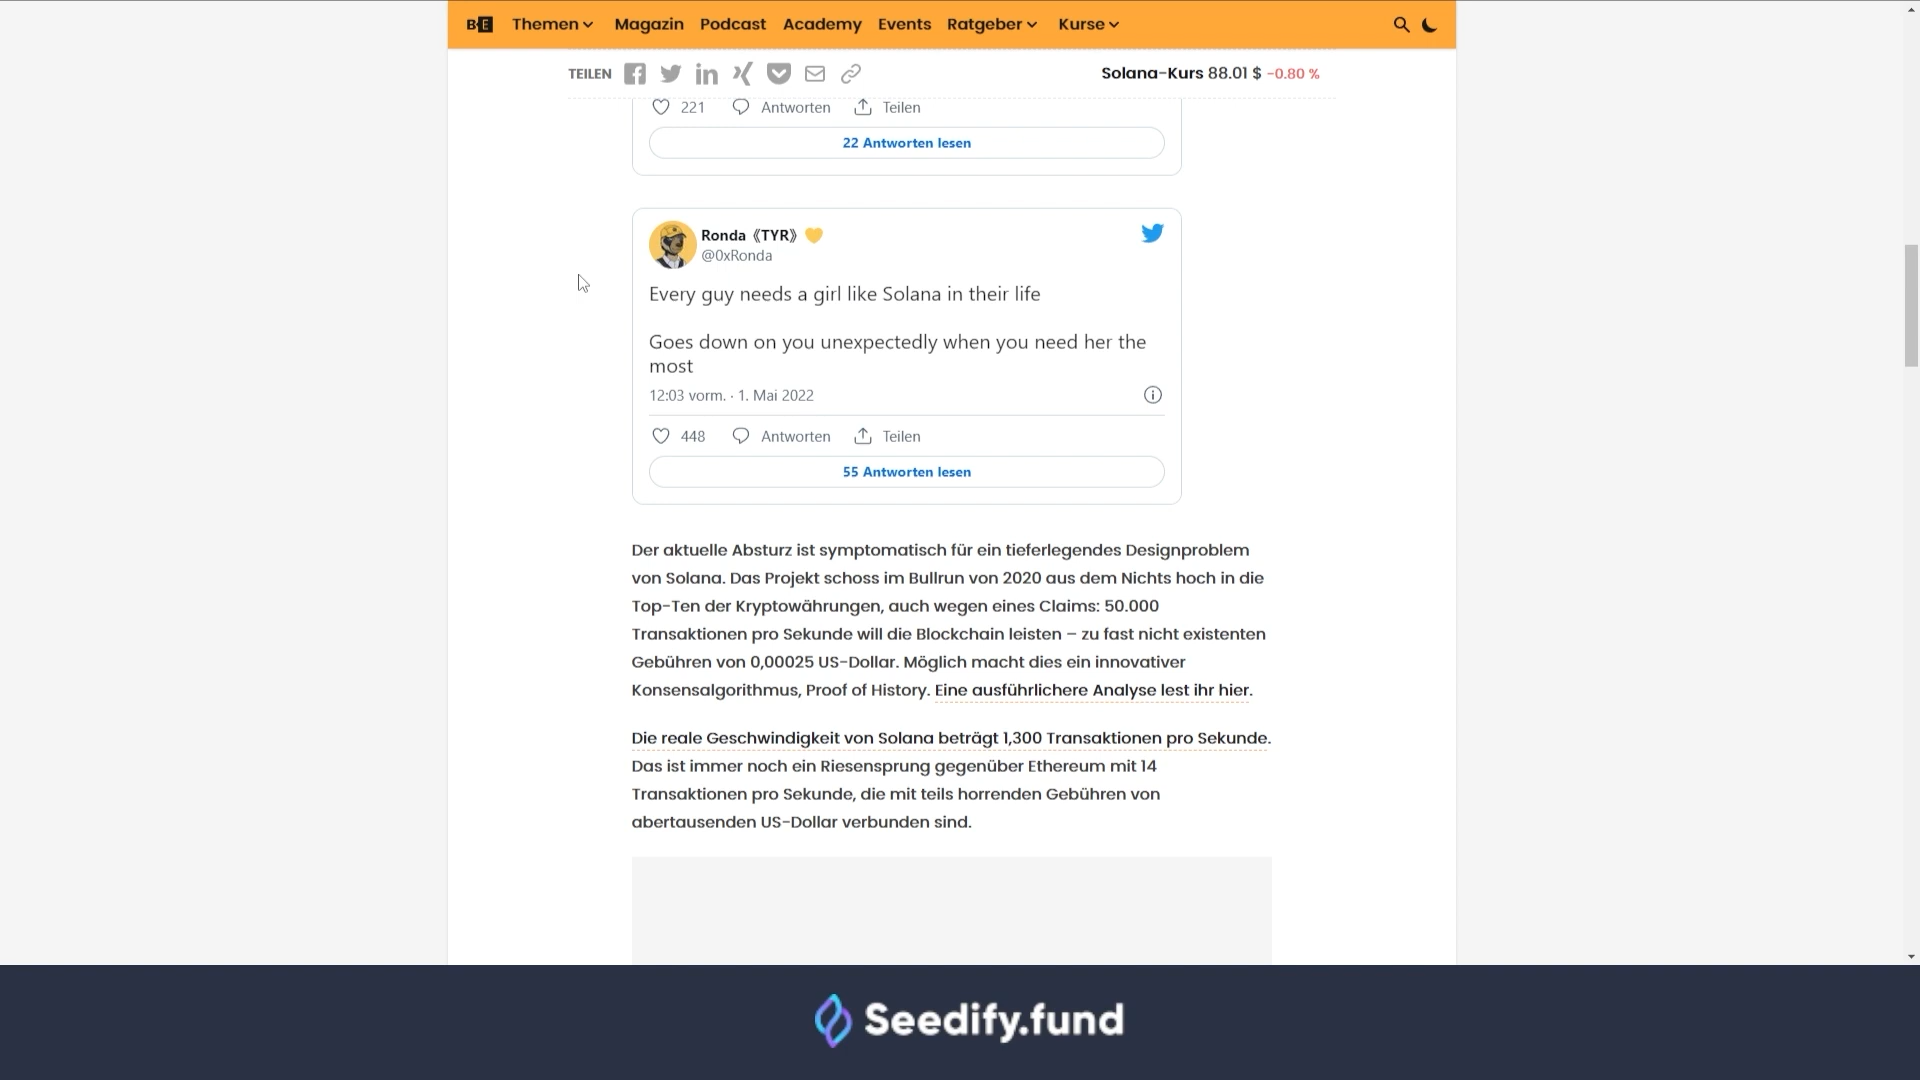 B E Themen Magazin Podcast Academy Events Ratgeber Kurse
TEILEN Solana-Kurs 88.01 $ -0.80 %
221 Antworten Teilen
22 Antworten lesen
Ronda 《TYR》 💛
@0xRonda
Every guy needs a girl like Solana in their life
Goes down on you unexpectedly when you need her the
most
12:03 vorm. · 1. Mai 2022
448 Antworten Teilen
55 Antworten lesen
Der aktuelle Absturz ist symptomatisch für ein tieferlegendes Designproblem
von Solana. Das Projekt schoss im Bullrun von 2020 aus dem Nichts hoch in die
Top-Ten der Kryptowährungen, auch wegen eines Claims: 50.000
Transaktionen pro Sekunde will die Blockchain leisten – zu fast nicht existenten
Gebühren von 0,00025 US-Dollar. Möglich macht dies ein innovativer
Konsensalgorithmus, Proof of History. Eine ausführlichere Analyse lest ihr hier.
Die reale Geschwindigkeit von Solana beträgt 1,300 Transaktionen pro Sekunde.
Das ist immer noch ein Riesensprung gegenüber Ethereum mit 14
Transaktionen pro Sekunde, die mit teils horrenden Gebühren von
abertausenden US-Dollar verbunden sind.
Seedify.fund